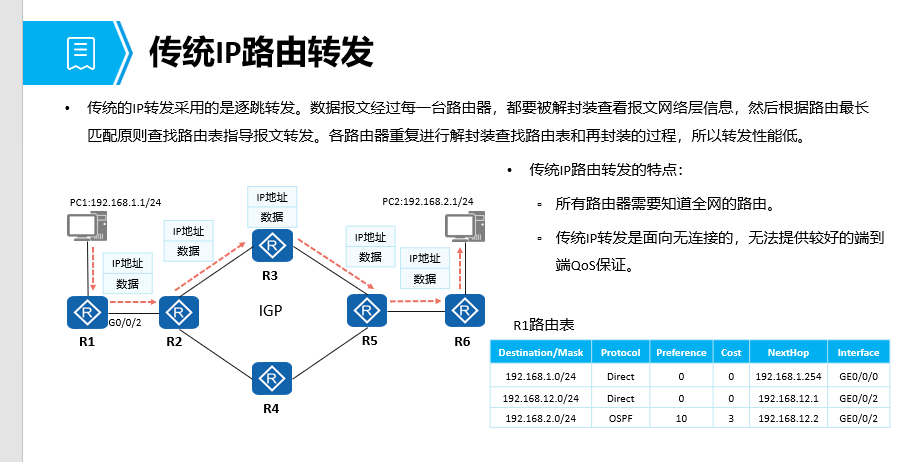 传统IP路由转发
• 传统的IP转发采用的是逐跳转发。数据报文经过每一台路由器，都要被解封装查看报文网络层信息，然后根据路由最长
匹配原则查找路由表指导报文转发。各路由器重复进行解封装查找路由表和再封装的过程，所以转发性能低。
• 传统IP路由转发的特点：
▫ 所有路由器需要知道全网的路由。
▫ 传统IP转发是面向无连接的，无法提供较好的端到
端QoS保证。
PC1:192.168.1.1/24
IP地址
数据
IP地址
数据
IP地址
数据
IP地址
数据
IP地址
数据
PC2:192.168.2.1/24
R
R1
G0/0/2
R
R2
R
R3
IGP
R
R4
R
R5
R
R6
R1路由表
Destination/Mask Protocol Preference Cost NextHop Interface
192.168.1.0/24 Direct 0 0 192.168.1.254 GE0/0/0
192.168.12.0/24 Direct 0 0 192.168.12.1 GE0/0/2
192.168.2.0/24 OSPF 10 3 192.168.12.2 GE0/0/2